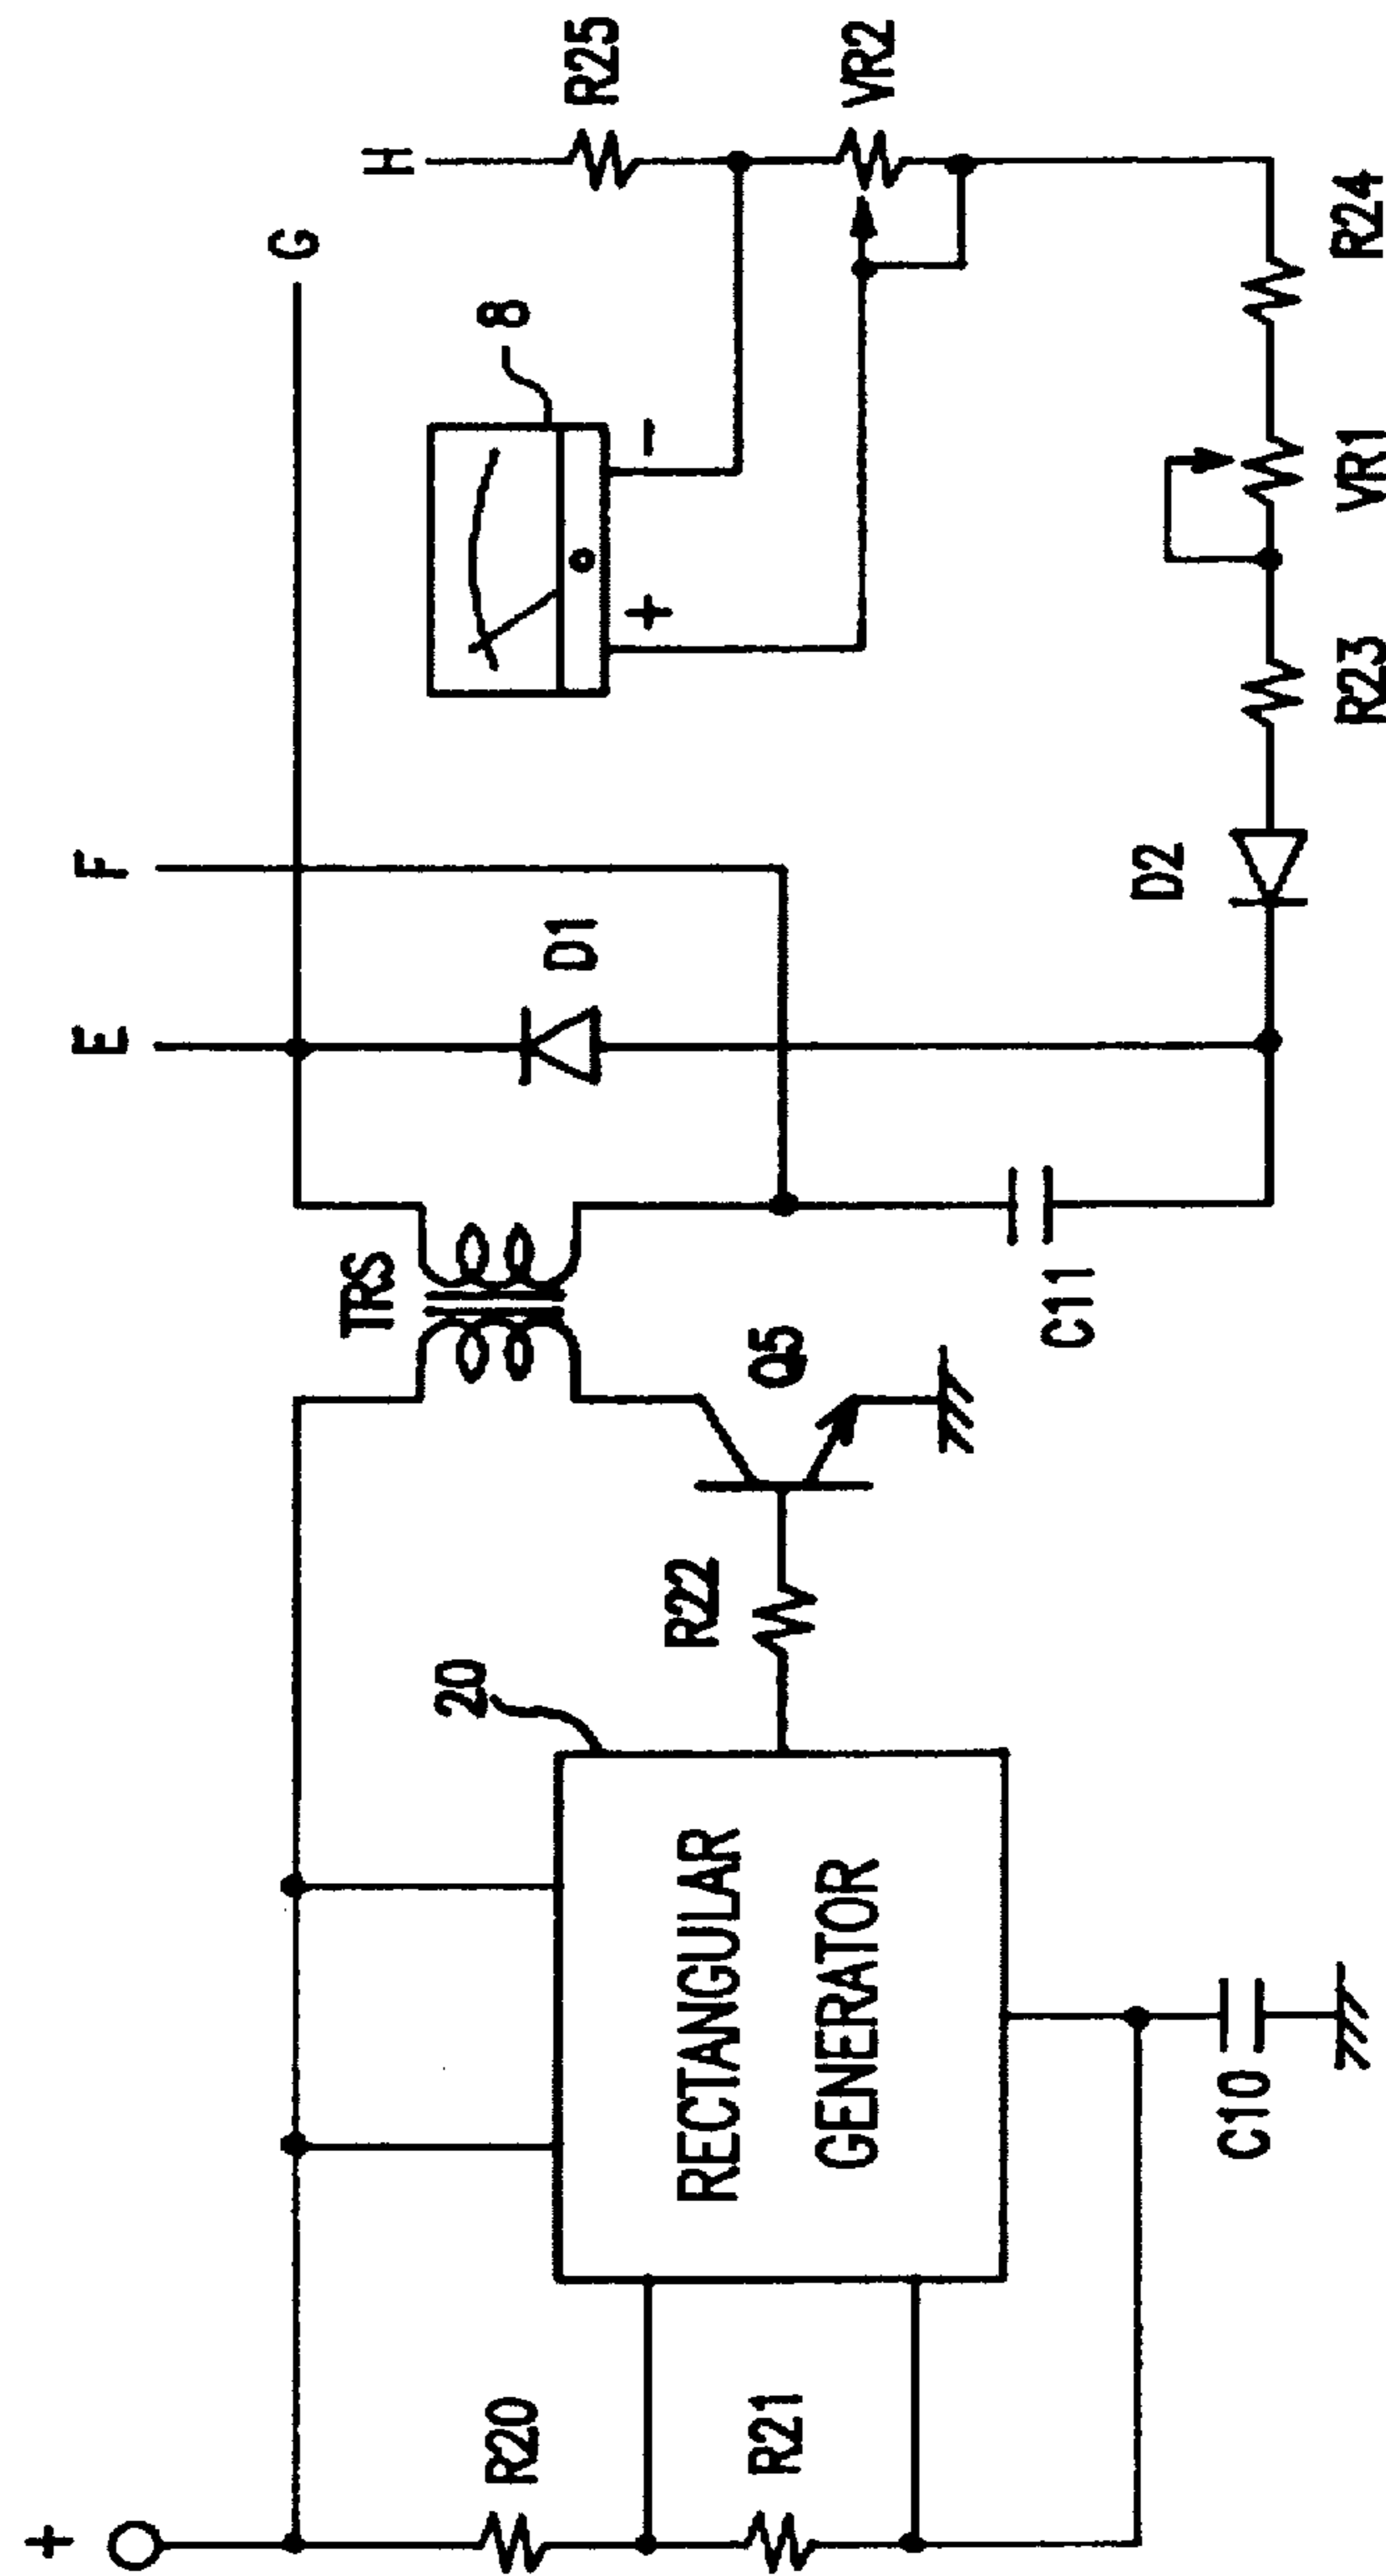 E
F
G
H
R25
8
-
+
VR2
D1
TRS
Q5
R22
20
RECTANGULAR
GENERATOR
+
R20
R21
C10
C11
D2
R23
VR1
R24